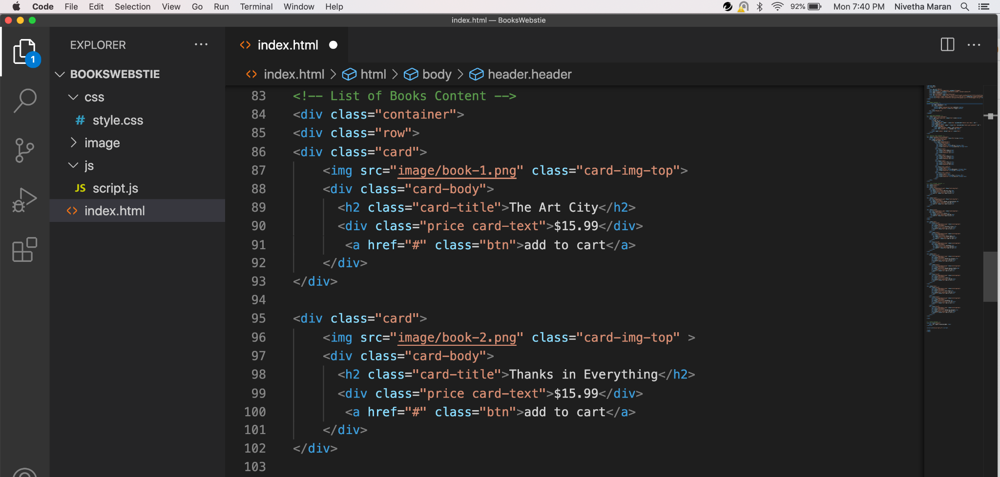 Code File Edit Selection View Go Run Terminal Window Help 92% Mon 7:40 PM Nivetha Maran
index.html — BooksWebstie
EXPLORER ···
1
BOOKSWEBSTIE
css
# style.css
image
js
JS script.js
<> index.html
<> index.html
<> index.html > html > body > header.header
83 <!-- List of Books Content -->
84 <div class="container">
85 <div class="row">
86 <div class="card">
87 <img src="image/book-1.png" class="card-img-top">
88 <div class="card-body">
89 <h2 class="card-title">The Art City</h2>
90 <div class="price card-text">$15.99</div>
91 <a href="#" class="btn">add to cart</a>
92 </div>
93 </div>
94
95 <div class="card">
96 <img src="image/book-2.png" class="card-img-top" >
97 <div class="card-body">
98 <h2 class="card-title">Thanks in Everything</h2>
99 <div class="price card-text">$15.99</div>
100 <a href="#" class="btn">add to cart</a>
101 </div>
102 </div>
103